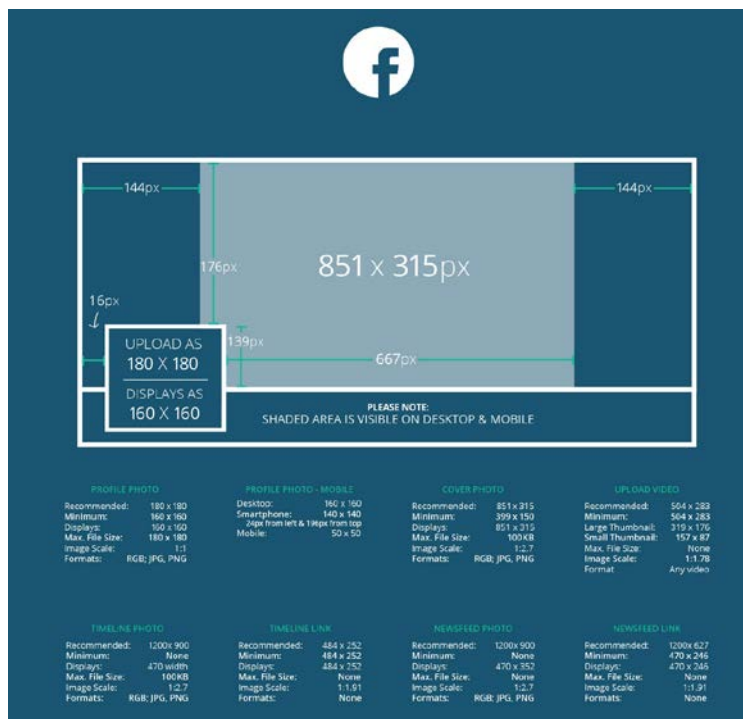 144px
144px
176px
851 x 315px
16px
139px
UPLOAD AS
180 X 180
667px
DISPLAYS AS
160 X 160
PLEASE NOTE:
SHADED AREA IS VISIBLE ON DESKTOP & MOBILE
PROFILE PHOTO
Recommended: 180 x 180
Minimum: 160 x 160
Displays: 160 x 160
Max. File Size: 180 x 180
Image Scale: 1:1
Formats: RGB; JPG, PNG
PROFILE PHOTO - MOBILE
Desktop: 160 x 160
Smartphone: 140 x 140
24px from left & 196px from top
Mobile: 50 x 50
COVER PHOTO
Recommended: 851 x 315
Minimum: 399 x 150
Displays: 851 x 315
Max. File Size: 100 KB
Image Scale: 1:2.7
Formats: RGB; JPG, PNG
UPLOAD VIDEO
Recommended: 504 x 283
Minimum: 504 x 283
Large Thumbnail: 319 x 176
Small Thumbnail: 157 x 87
Max. File Size: None
Image Scale: 1:1.78
Format Any video
TIMELINE PHOTO
Recommended: 1200x 900
Minimum: None
Displays: 470 width
Max. File Size: 100 KB
Image Scale: 1:2.7
Formats: RGB; JPG, PNG
TIMELINE LINK
Recommended: 484 x 252
Minimum: 484 x 252
Displays: 484 x 252
Max. File Size: None
Image Scale: 1:1.91
Formats: None
NEWSFEED PHOTO
Recommended: 1200x 900
Minimum: None
Displays: 470 x 352
Max. File Size: None
Image Scale: 1:2.7
Formats: RGB; JPG, PNG
NEWSFEED LINK
Recommended: 1200x 627
Minimum: 470 x 246
Displays: 470 x 246
Max. File Size: None
Image Scale: 1:1.91
Formats: None